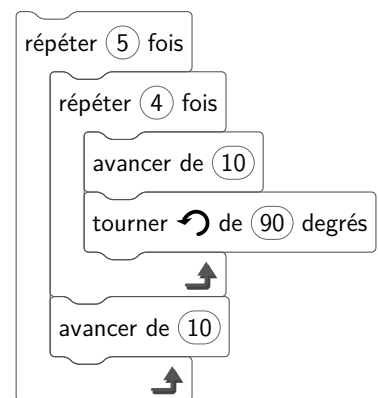 répéter 5 fois
répéter 4 fois
avancer de 10
tourner de 90 degrés
avancer de 10